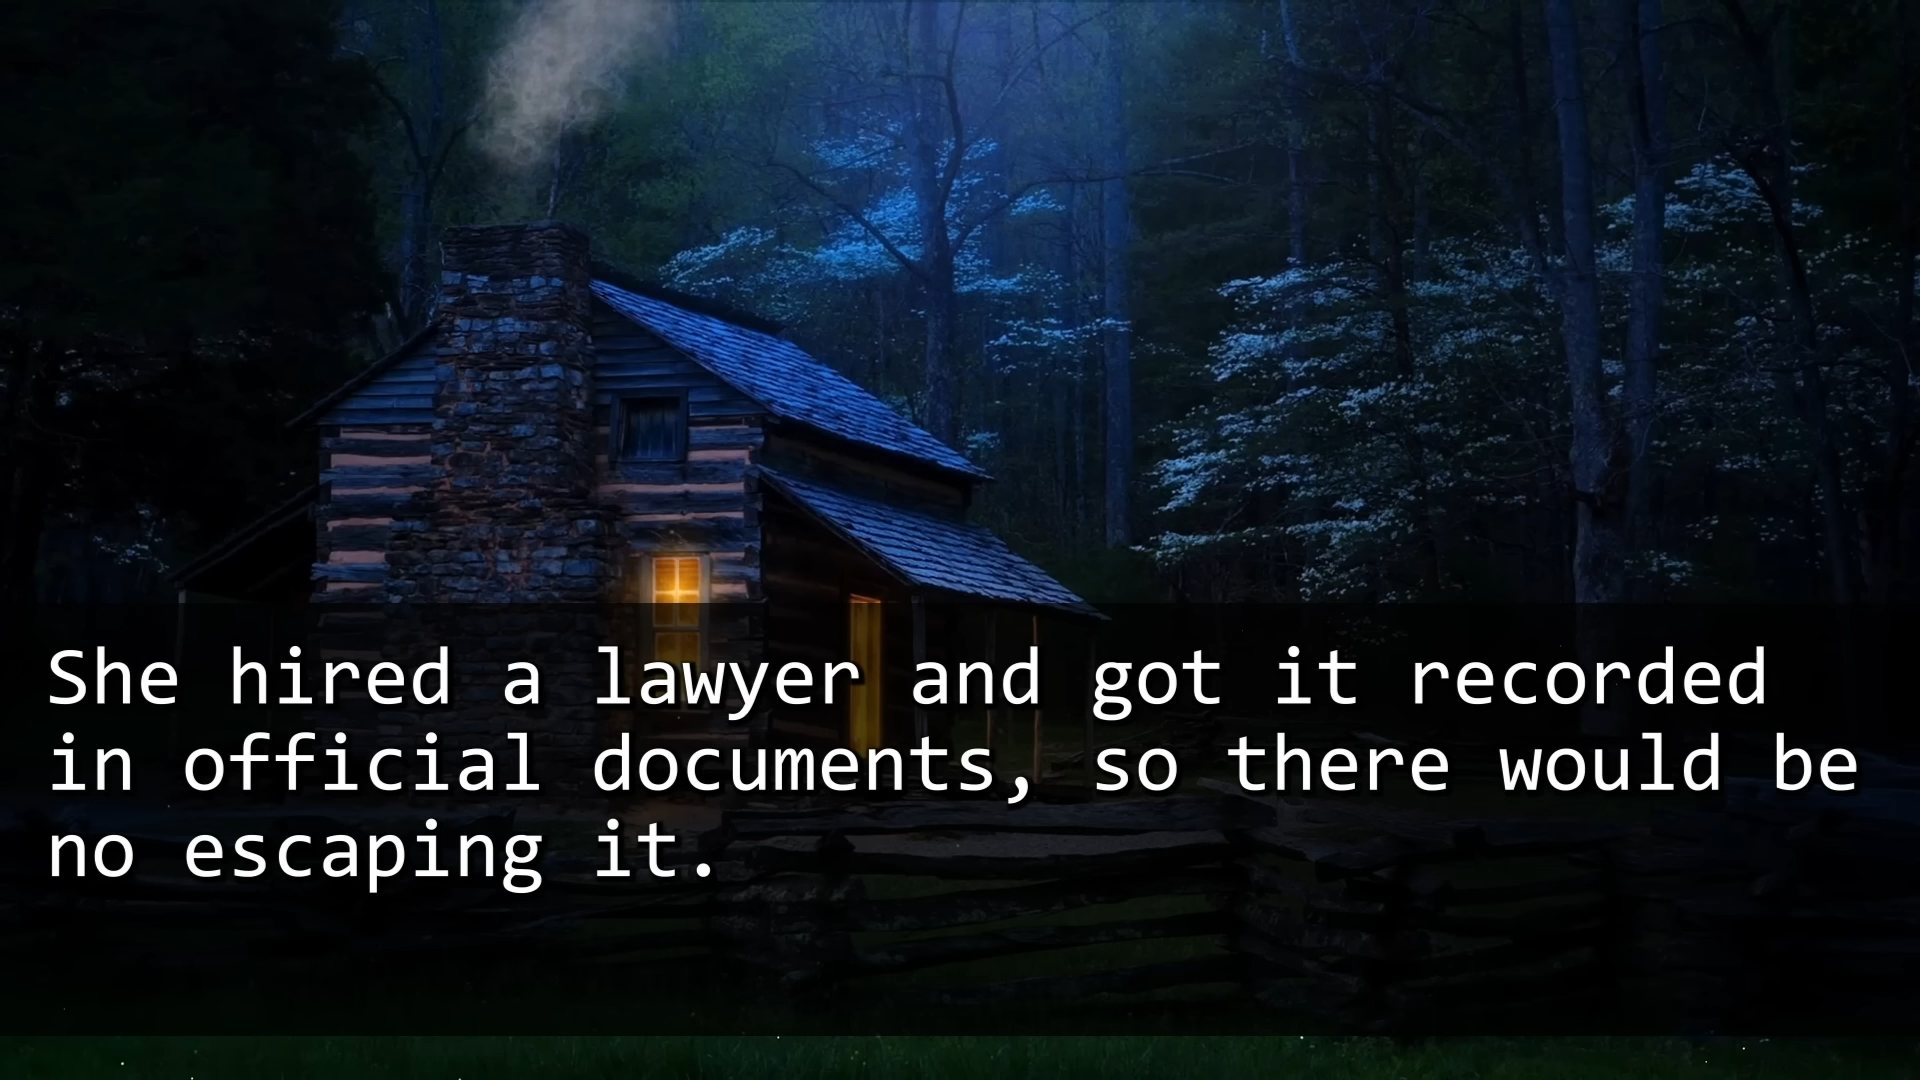 She hired a lawyer and got it recorded
in official documents, so there would be
no escaping it.